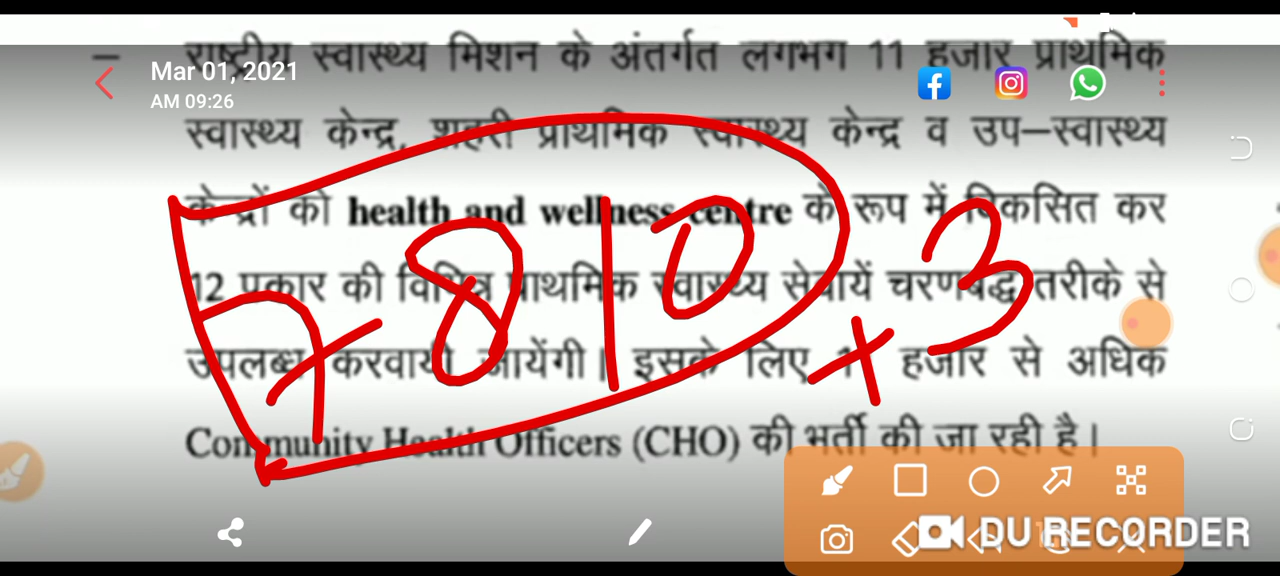 राष्ट्रीय स्वास्थ्य मिशन के अंतर्गत लगभग 11 हजार प्राथमिक
Mar 01, 2021
AM 09:26
स्वास्थ्य केन्द्र, शहरी प्राथमिक स्वास्थ्य केन्द्र व उप–स्वास्थ्य
केन्द्रों को health and wellness centre के रूप में विकसित कर
12 प्रकार की विभिन्न प्राथमिक स्वास्थ्य सेवायें चरणबद्ध तरीके से
7810 + 3
उपलब्ध करवायी जायेंगी। इसके लिए हजार से अधिक
Community Health Officers (CHO) की भर्ती की जा रही है।
DU RECORDER